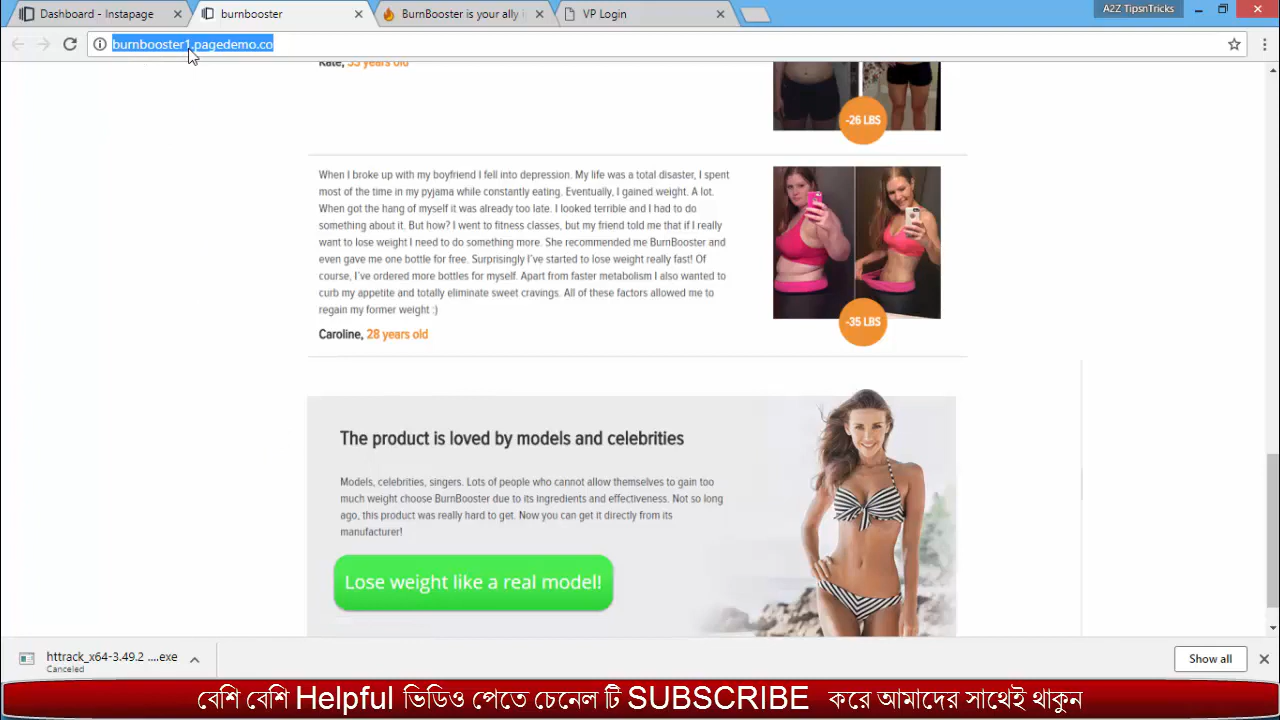 Dashboard - Instapage
burnbooster
BurnBooster is your ally i
VP Login
A2Z TipsnTricks
burnbooster1.pagedemo.co
Kate, 33 years old
-26 LBS
When I broke up with my boyfriend I fell into depression. My life was a total disaster, I spent
most of the time in my pyjama while constantly eating. Eventually, I gained weight. A lot.
When got the hang of myself it was already too late. I looked terrible and I had to do
something about it. But how? I went to fitness classes, but my friend told me that if I really
want to lose weight I need to do something more. She recommended me BurnBooster and
even gave me one bottle for free. Surprisingly I've started to lose weight really fast! Of
course, I've ordered more bottles for myself. Apart from faster metabolism I also wanted to
curb my appetite and totally eliminate sweet cravings. All of these factors allowed me to
regain my former weight :)
Caroline, 28 years old
-35 LBS
The product is loved by models and celebrities
Models, celebrities, singers. Lots of people who cannot allow themselves to gain too
much weight choose BurnBooster due to its ingredients and effectiveness. Not so long
ago, this product was really hard to get. Now you can get it directly from its
manufacturer!
Lose weight like a real model!
httrack_x64-3.49.2 ....exe
Canceled
Show all
বেশি বেশি Helpful ভিডিও পেতে চেনেল টি SUBSCRIBE করে আমাদের সাথেই থাকুন